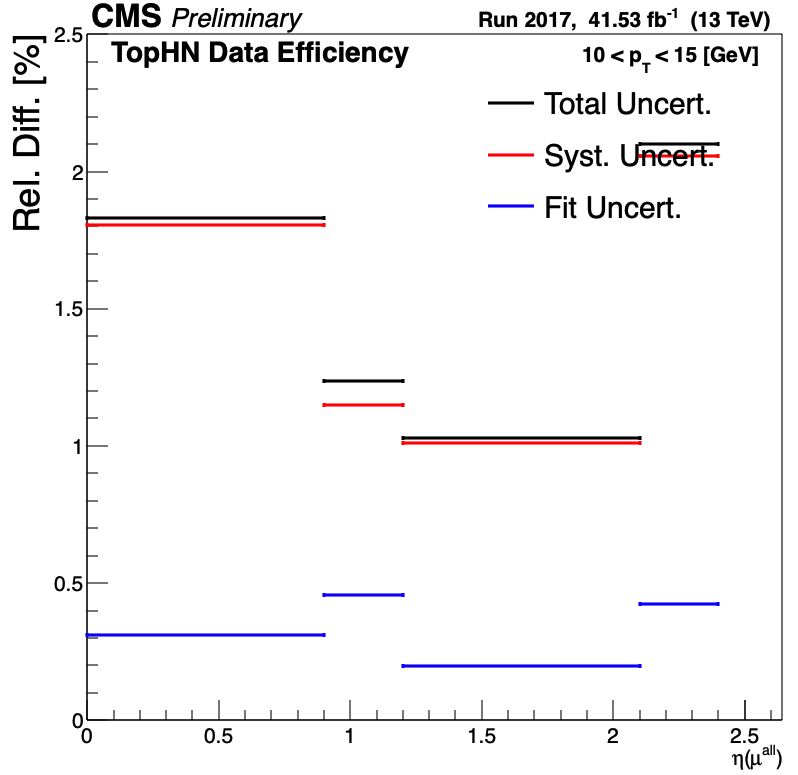 CMS Preliminary
Run 2017, 41.53 fb⁻¹ (13 TeV)
TopHN Data Efficiency
10 < p_T < 15 [GeV]
Total Uncert.
Syst. Uncert.
Fit Uncert.
Rel. Diff. [%]
2.5
2
1.5
1
0.5
0
0 0.5 1 1.5 2 2.5
η(μ^all)